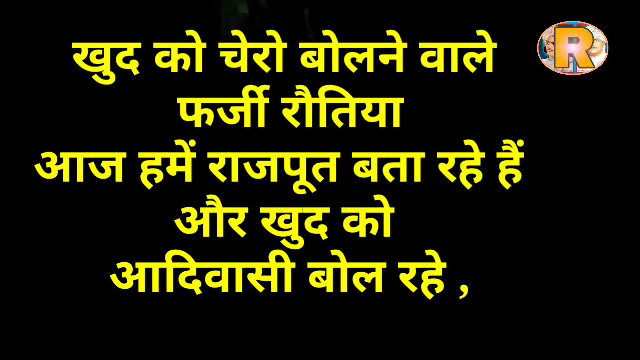 खुद को चेरो बोलने वाले
फर्जी रौतिया
आज हमें राजपूत बता रहे हैं
और खुद को
आदिवासी बोल रहे ,
R